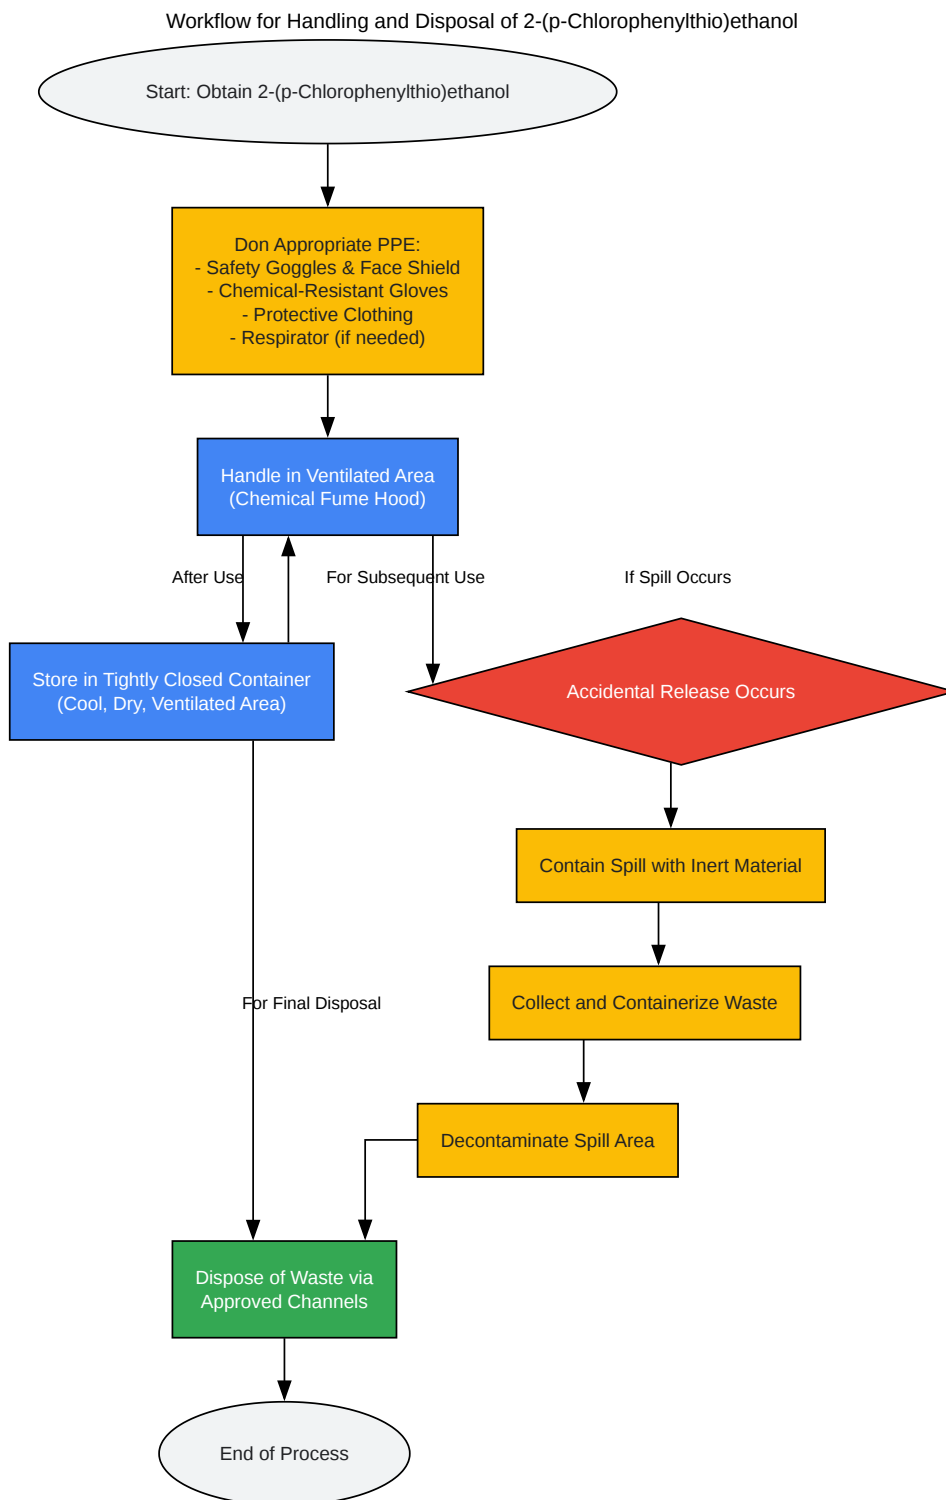 Workflow for Handling and Disposal of 2-(p-Chlorophenylthio)ethanol
Start: Obtain 2-(p-Chlorophenylthio)ethanol
Don Appropriate PPE:
- Safety Goggles & Face Shield
- Chemical-Resistant Gloves
- Protective Clothing
- Respirator (if needed)
Handle in Ventilated Area
(Chemical Fume Hood)
After Use
For Subsequent Use
If Spill Occurs
Store in Tightly Closed Container
(Cool, Dry, Ventilated Area)
Accidental Release Occurs
Contain Spill with Inert Material
Collect and Containerize Waste
For Final Disposal
Decontaminate Spill Area
Dispose of Waste via
Approved Channels
End of Process